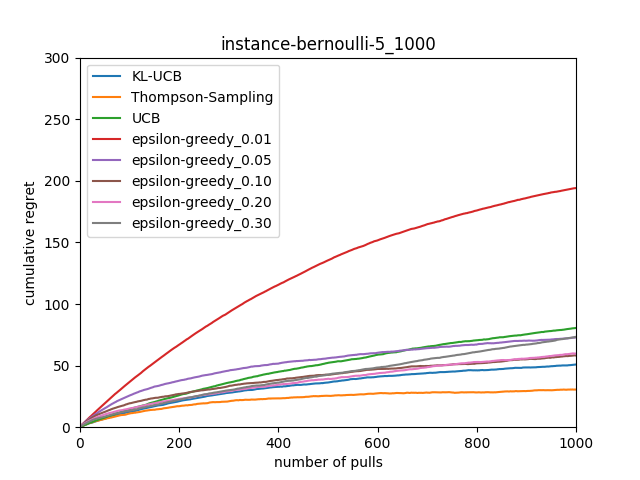 instance-bernoulli-5_1000
300
250
200
150
100
50
0
cumulative regret
KL-UCB
Thompson-Sampling
UCB
epsilon-greedy_0.01
epsilon-greedy_0.05
epsilon-greedy_0.10
epsilon-greedy_0.20
epsilon-greedy_0.30
0 200 400 600 800 1000
number of pulls